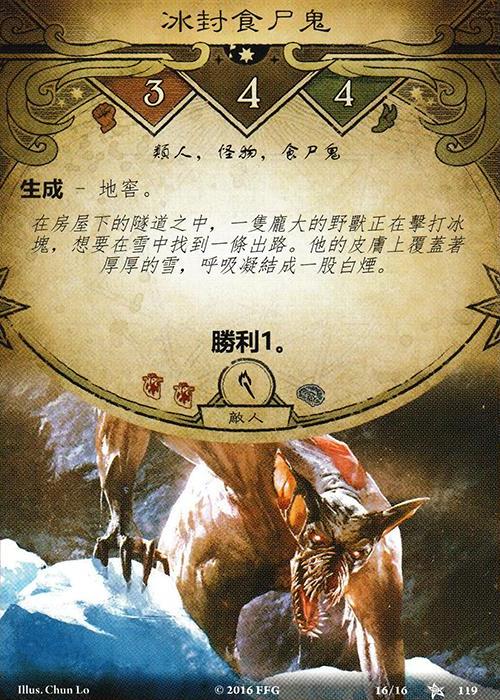 冰封食尸鬼
3 4 4
類人，怪物，食尸鬼
生成 – 地窖。
在房屋下的隧道之中，一隻龐大的野獸正在擊打冰
塊，想要在雪中找到一條出路。他的皮膚上覆蓋著
厚厚的雪，呼吸凝結成一股白煙。
勝利1。
敵人
Illus. Chun Lo © 2016 FFG 16/16 119